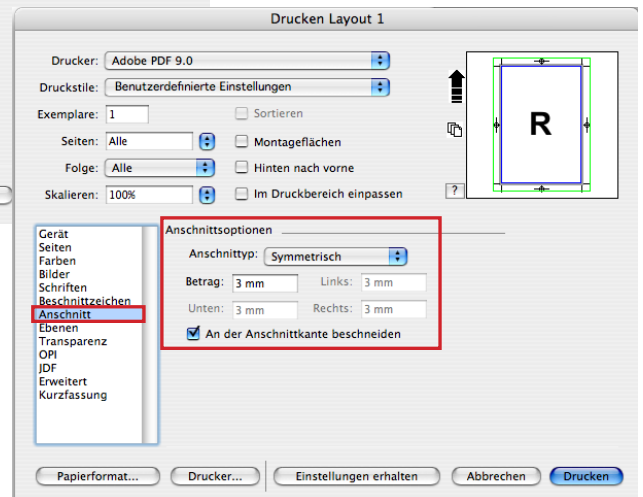 Drucken Layout 1
Drucker: Adobe PDF 9.0
Druckstile: Benutzerdefinierte Einstellungen
Exemplare: 1 Sortieren
Seiten: Alle Montageflächen
Folge: Alle Hinten nach vorne
Skalieren: 100% Im Druckbereich einpassen
R
?
Gerät
Seiten
Farben
Bilder
Schriften
Beschnittzeichen
Anschnitt
Ebenen
Transparenz
OPI
JDF
Erweitert
Kurzfassung
Anschnittsoptionen
Anschnittyp: Symmetrisch
Betrag: 3 mm Links: 3 mm
Unten: 3 mm Rechts: 3 mm
An der Anschnittkante beschneiden
Papierformat... Drucker... Einstellungen erhalten Abbrechen Drucken